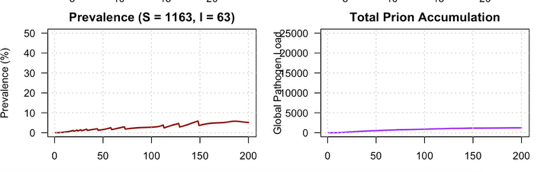 Prevalence (S = 1163, I = 63)
Prevalence (%)
50
40
30
20
10
0
0 50 100 150 200
Total Prion Accumulation
Global Pathogen Load
25000
20000
15000
10000
5000
0
0 50 100 150 200